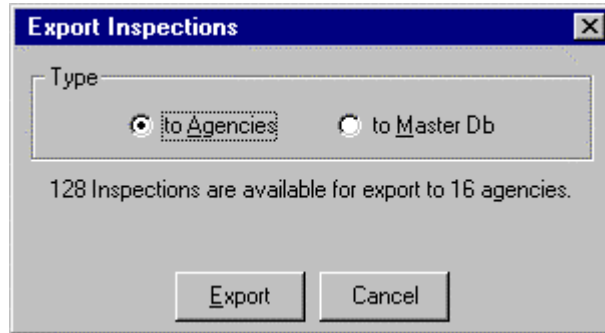 Export Inspections
Type
to Agencies to Master Db
128 Inspections are available for export to 16 agencies.
Export Cancel